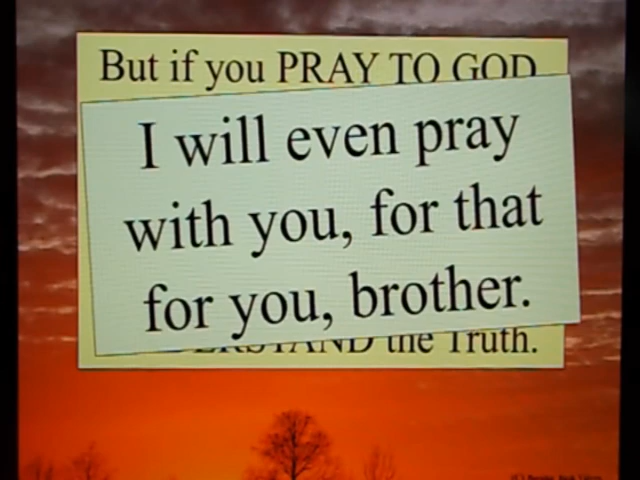 But if you PRAY TO GOD
I will even pray
with you, for that
for you, brother.
the Truth.